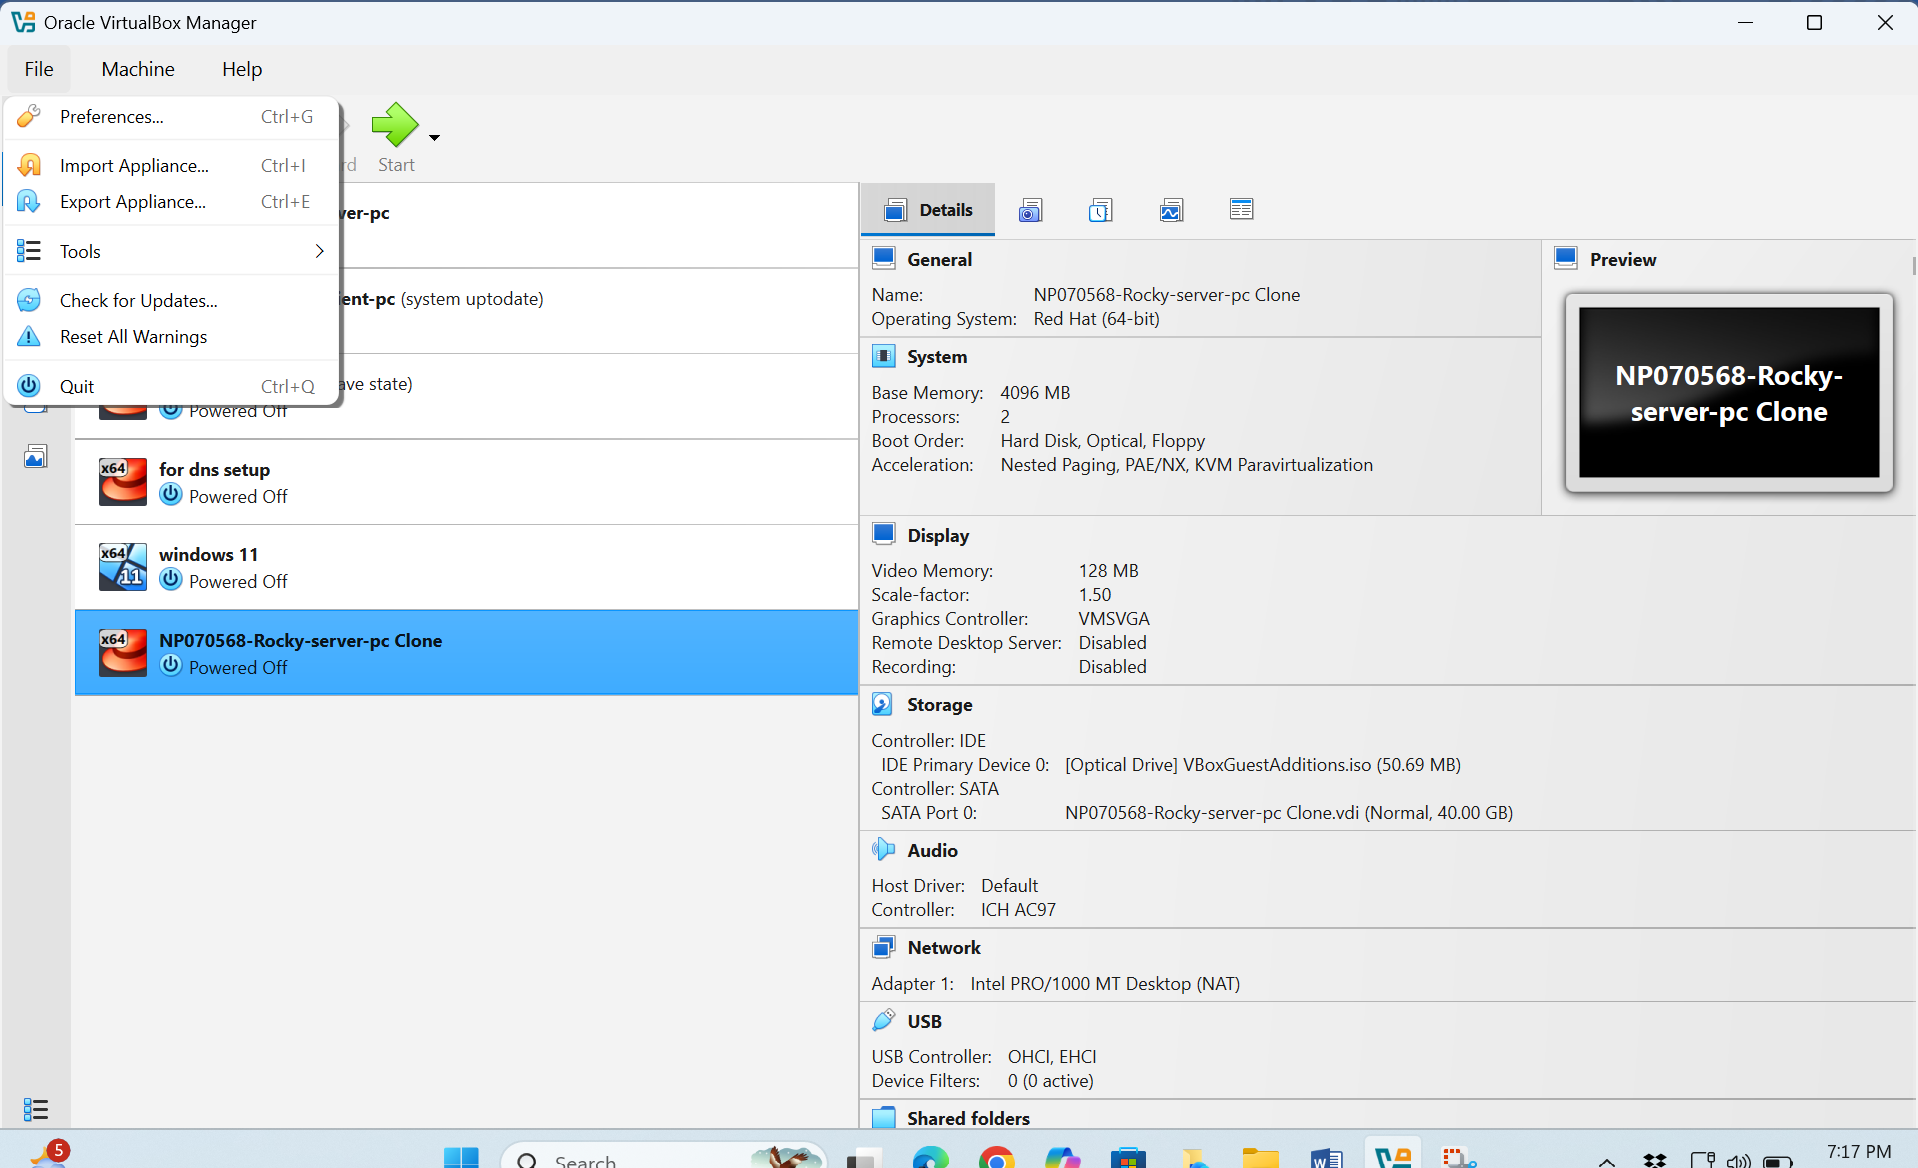 Oracle VirtualBox Manager
File Machine Help
Preferences... Ctrl+G
Import Appliance... Ctrl+I
Export Appliance... Ctrl+E
Tools
Check for Updates...
Reset All Warnings
Quit Ctrl+Q
rd Start
ver-pc
ient-pc (system uptodate)
ave state)
Powered Off
x64 for dns setup
Powered Off
x64 11 windows 11
Powered Off
x64 NP070568-Rocky-server-pc Clone
Powered Off
Details
General
Name: NP070568-Rocky-server-pc Clone
Operating System: Red Hat (64-bit)
System
Base Memory: 4096 MB
Processors: 2
Boot Order: Hard Disk, Optical, Floppy
Acceleration: Nested Paging, PAE/NX, KVM Paravirtualization
Preview
NP070568-Rocky-
server-pc Clone
Display
Video Memory: 128 MB
Scale-factor: 1.50
Graphics Controller: VMSVGA
Remote Desktop Server: Disabled
Recording: Disabled
Storage
Controller: IDE
IDE Primary Device 0: [Optical Drive] VBoxGuestAdditions.iso (50.69 MB)
Controller: SATA
SATA Port 0: NP070568-Rocky-server-pc Clone.vdi (Normal, 40.00 GB)
Audio
Host Driver: Default
Controller: ICH AC97
Network
Adapter 1: Intel PRO/1000 MT Desktop (NAT)
USB
USB Controller: OHCI, EHCI
Device Filters: 0 (0 active)
Shared folders
5
Search
7:17 PM